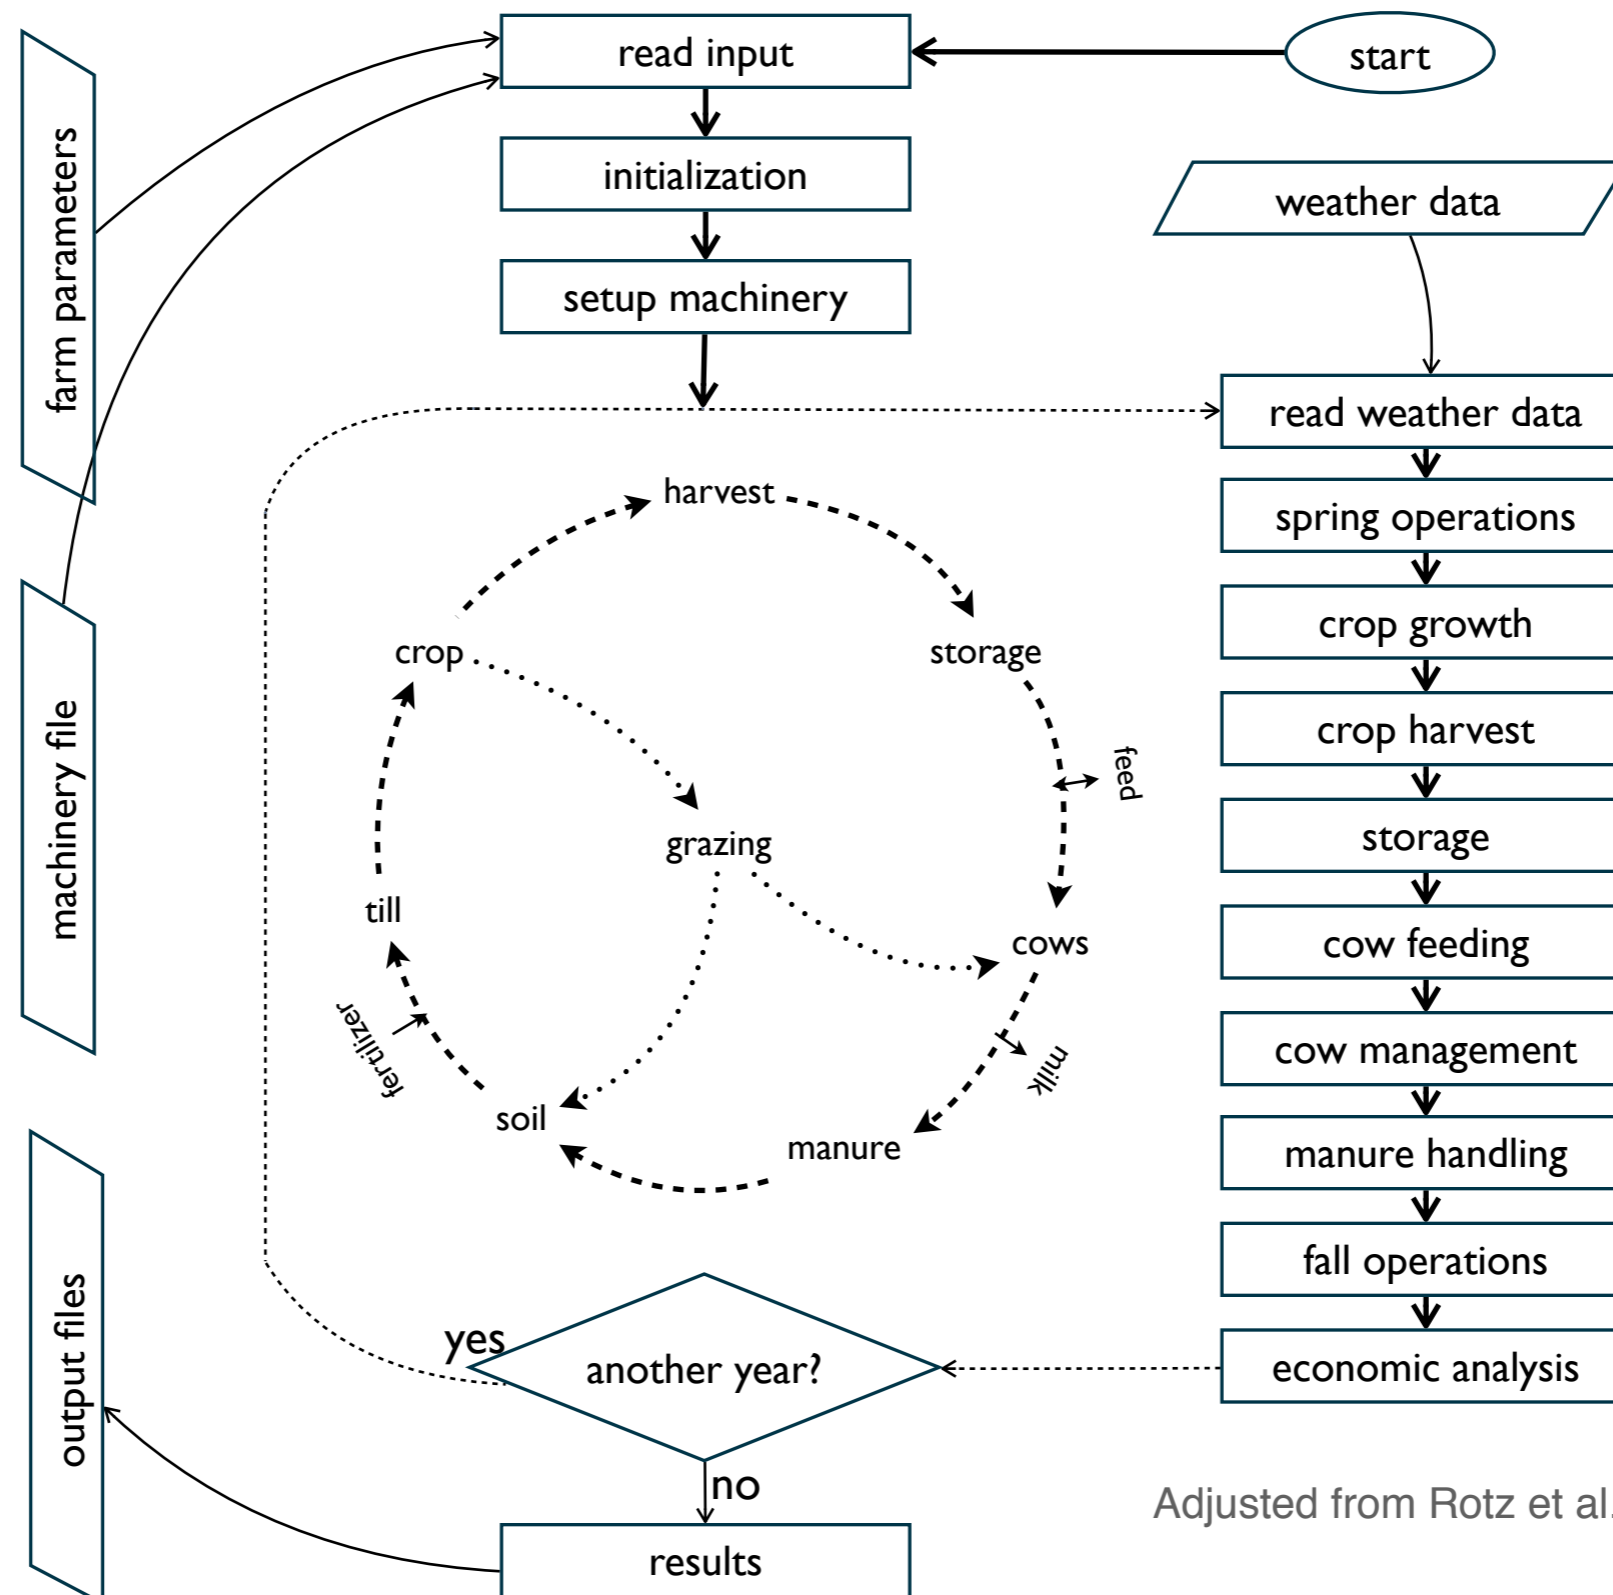 read input
start
farm parameters
initialization
weather data
setup machinery
read weather data
harvest
spring operations
crop
storage
crop growth
machinery file
crop harvest
feed
grazing
storage
till
cows
cow feeding
fertilizer
milk
cow management
soil
manure
manure handling
output files
fall operations
yes
another year?
economic analysis
no
Adjusted from Rotz et al.
results